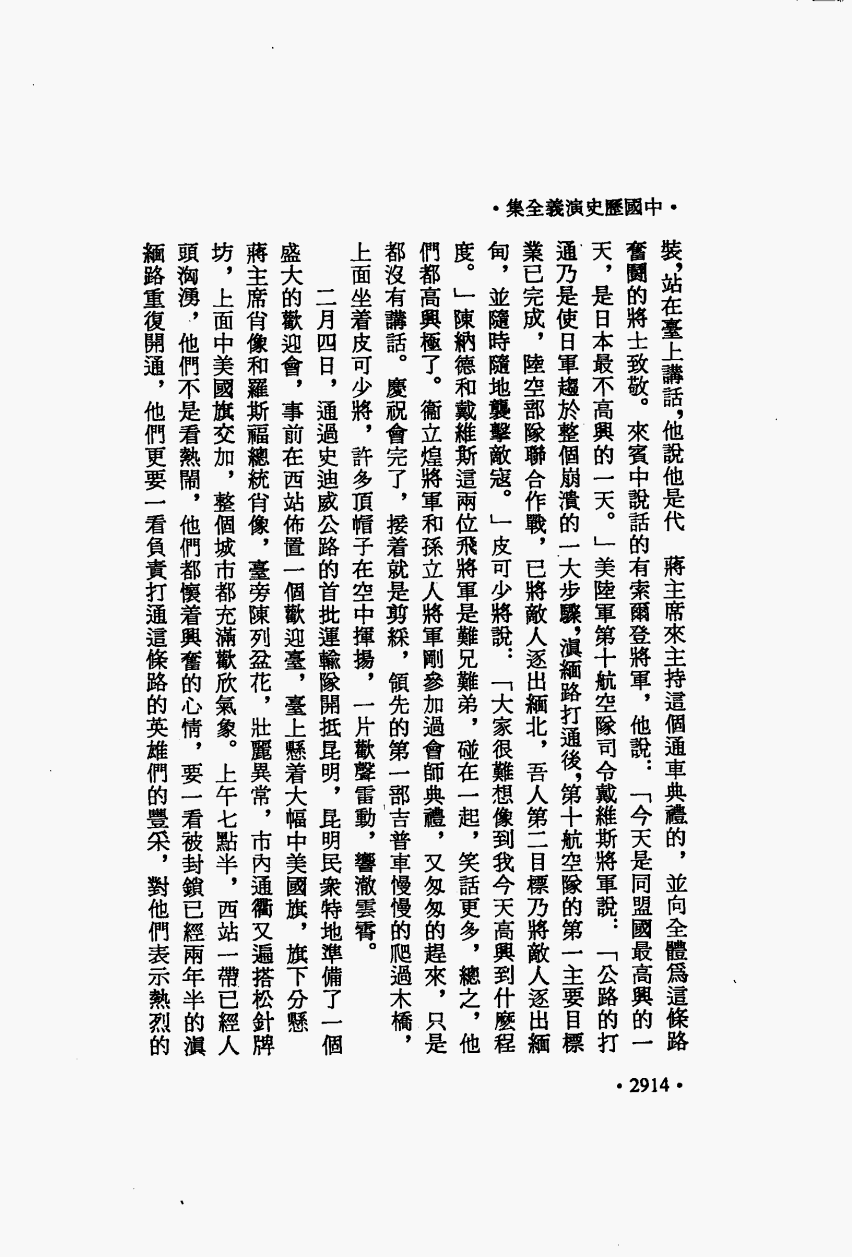 •中國歷史演義全集•
裝，站在臺上講話，他說他是代　蔣主席來主持這個通車典禮的，並向全體爲這條路
奮鬪的將士致敬。來賓中說話的有索爾登將軍，他說：「今天是同盟國最高興的一
天，是日本最不高興的一天。」美陸軍第十航空隊司令戴維斯將軍說：「公路的打
通乃是使日軍趨於整個崩潰的一大步驟，滇緬路打通後，第十航空隊的第一主要目標
業已完成，陸空部隊聯合作戰，已將敵人逐出緬北，吾人第二目標乃將敵人逐出緬
甸，並隨時隨地襲擊敵寇。」皮可少將說：「大家很難想像到我今天高興到什麼程
度。」陳納德和戴維斯這兩位飛將軍是難兄難弟，碰在一起，笑話更多，總之，他
們都高興極了。衞立煌將軍和孫立人將軍剛參加過會師典禮，又匆匆的趕來，只是
都沒有講話。慶祝會完了，接着就是剪綵，領先的第一部吉普車慢慢的爬過木橋，
上面坐着皮可少將，許多頂帽子在空中揮揚，一片歡聲雷動，響澈雲霄。
二月四日，通過史迪威公路的首批運輸隊開抵昆明，昆明民衆特地準備了一個
盛大的歡迎會，事前在西站佈置一個歡迎臺，臺上懸着大幅中美國旗，旗下分懸
蔣主席肖像和羅斯福總統肖像，臺旁陳列盆花，壯麗異常，市內通衢又遍搭松針牌
坊，上面中美國旗交加，整個城市都充滿歡欣氣象。上午七點半，西站一帶已經人
頭洶湧，他們不是看熱鬧，他們都懷着興奮的心情，要一看被封鎖已經兩年半的滇
緬路重復開通，他們更要一看負責打通這條路的英雄們的豐采，對他們表示熱烈的
•2914•